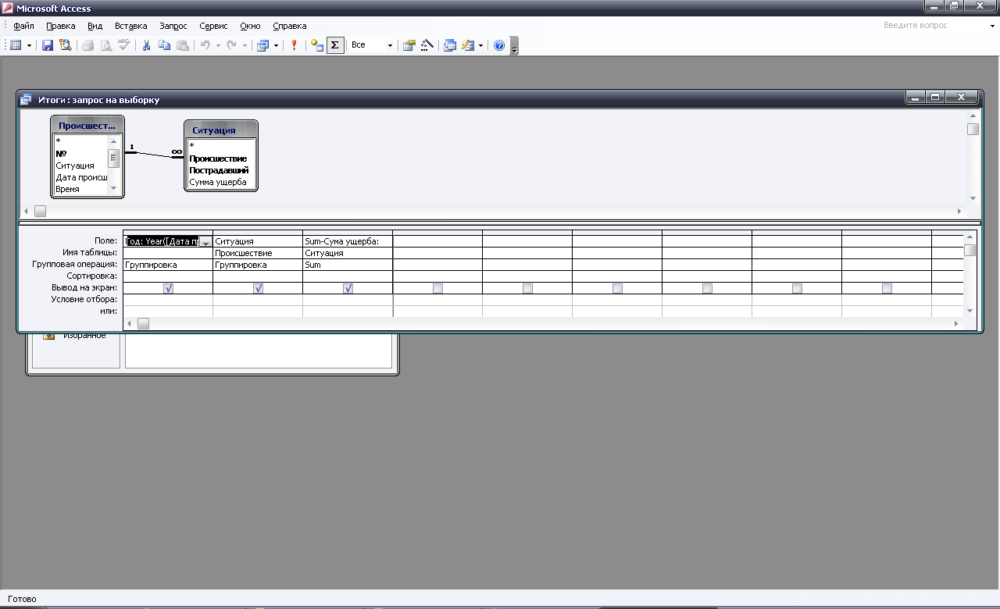 Microsoft Access
Файл Правка Вид Вставка Запрос Сервис Окно Справка
Введите вопрос
ABC Σ Все
Итоги : запрос на выборку
Происшест...
*
№
Ситуация
Дата происш
Время
1 ∞
Ситуация
*
Происшествие
Пострадавший
Сумма ущерба
Поле: Год: Year([Дата п Ситуация Sum-Сума ущерба:
Имя таблицы: Происшествие Ситуация
Групповая операция: Группировка Группировка Sum
Сортировка:
Вывод на экран:
Условие отбора:
или:
Избранное
Готово